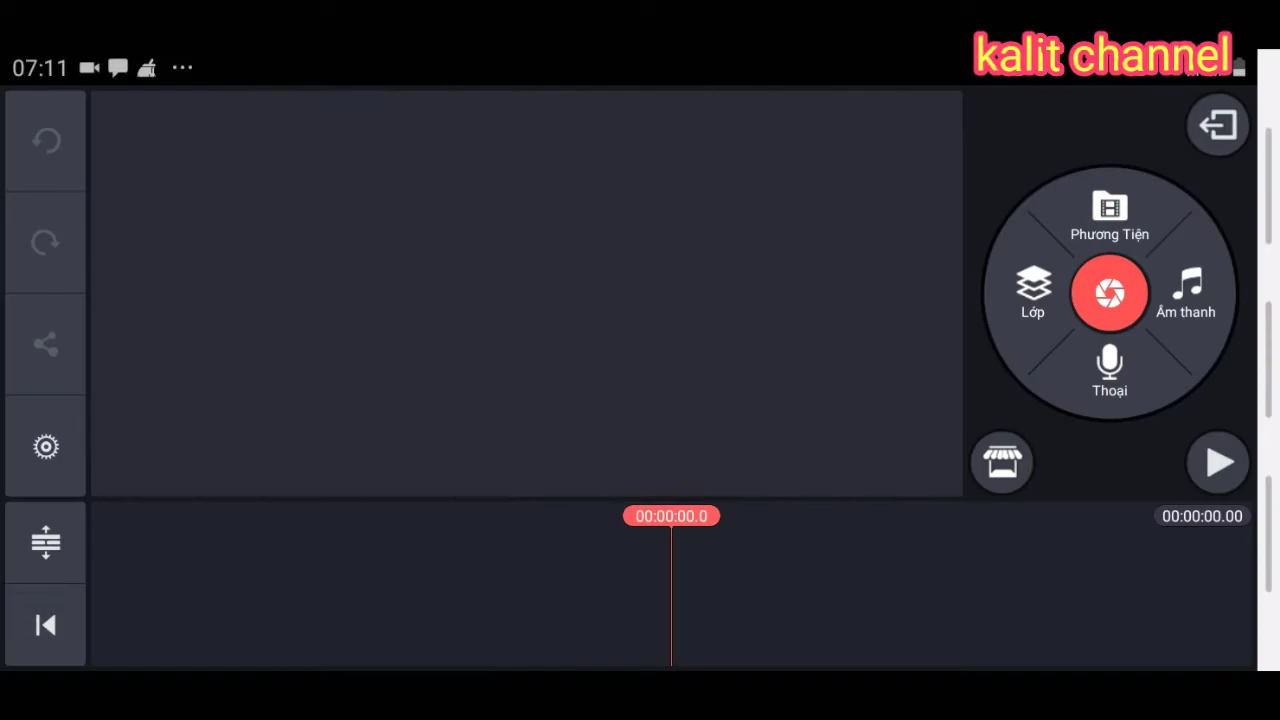 kalit channel
07:11
Phương Tiện
Lớp
Âm thanh
Thoại
00:00:00.0
00:00:00.00